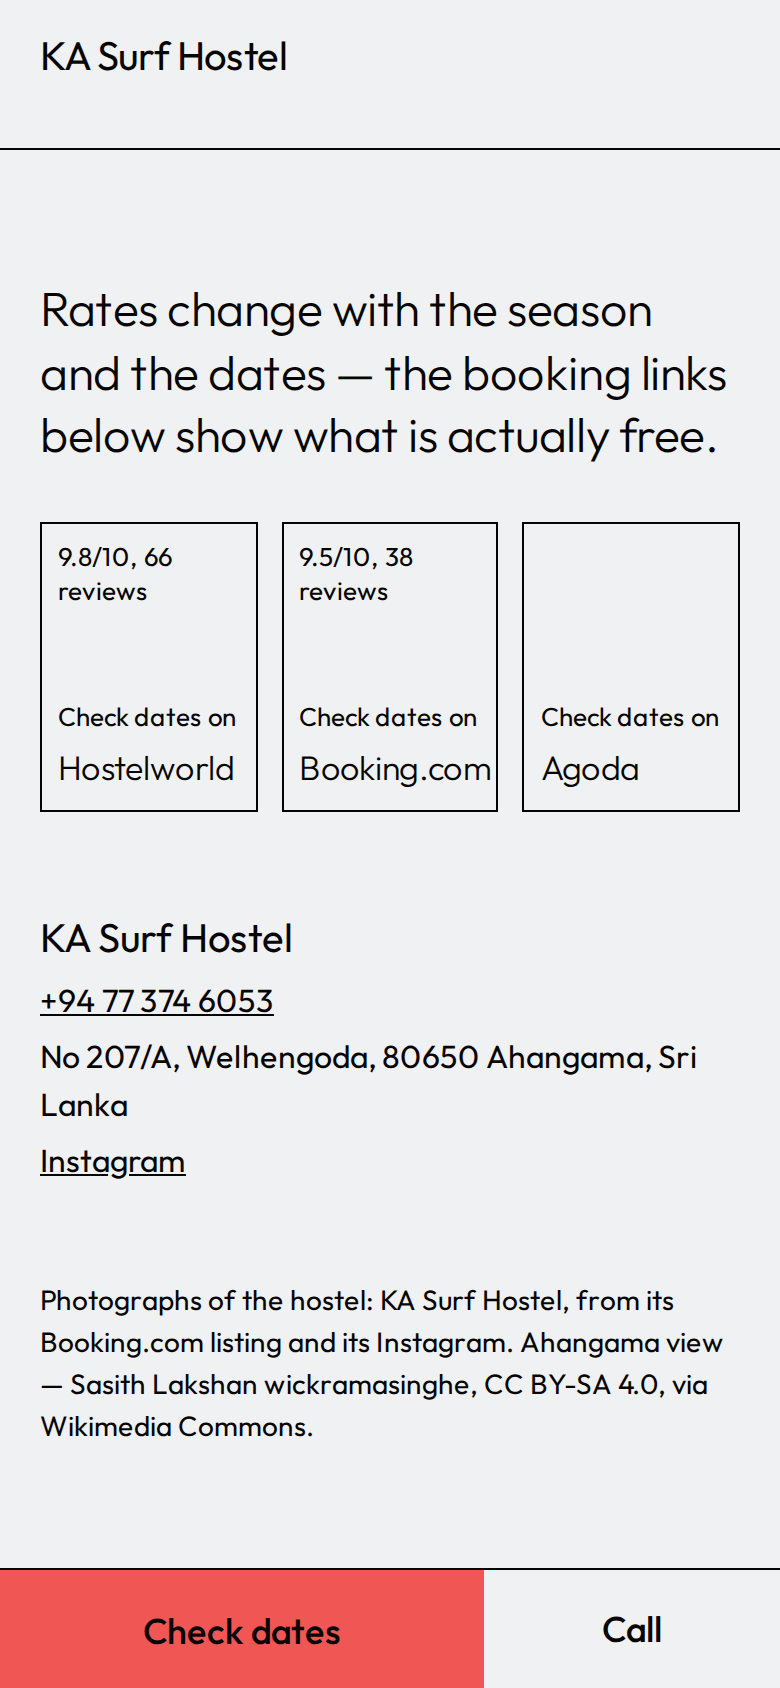 KA Surf Hostel
Rates change with the season
and the dates — the booking links
below show what is actually free.
9.8/10, 66
reviews
Check dates on
Hostelworld
9.5/10, 38
reviews
Check dates on
Booking.com
Check dates on
Agoda
KA Surf Hostel
+94 77 374 6053
No 207/A, Welhengoda, 80650 Ahangama, Sri
Lanka
Instagram
Photographs of the hostel: KA Surf Hostel, from its
Booking.com listing and its Instagram. Ahangama view
— Sasith Lakshan wickramasinghe, CC BY-SA 4.0, via
Wikimedia Commons.
Check dates
Call